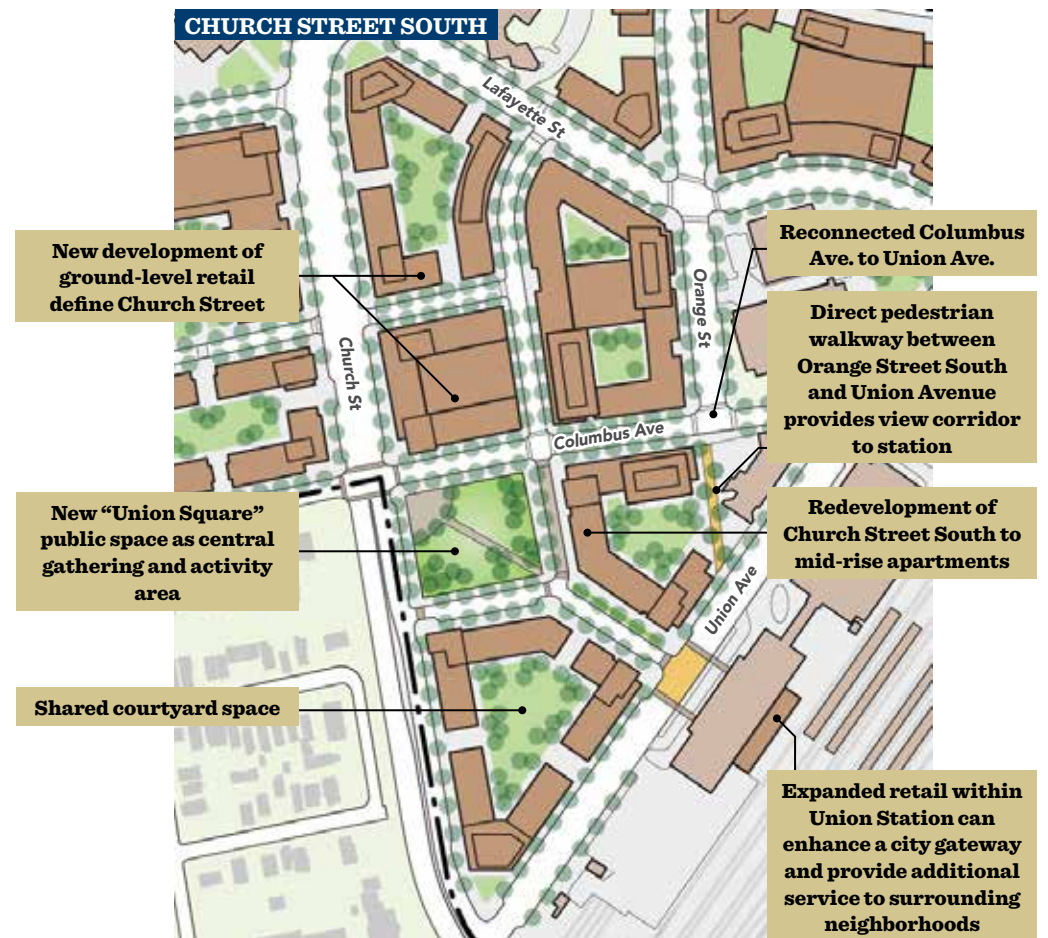 CHURCH STREET SOUTH
Lafayette St
New development of
ground-level retail
define Church Street
Reconnected Columbus
Ave. to Union Ave.
Orange St
Direct pedestrian
walkway between
Orange Street South
and Union Avenue
provides view corridor
to station
Church St
Columbus Ave
New “Union Square”
public space as central
gathering and activity
area
Redevelopment of
Church Street South to
mid-rise apartments
Union Ave
Shared courtyard space
Expanded retail within
Union Station can
enhance a city gateway
and provide additional
service to surrounding
neighborhoods